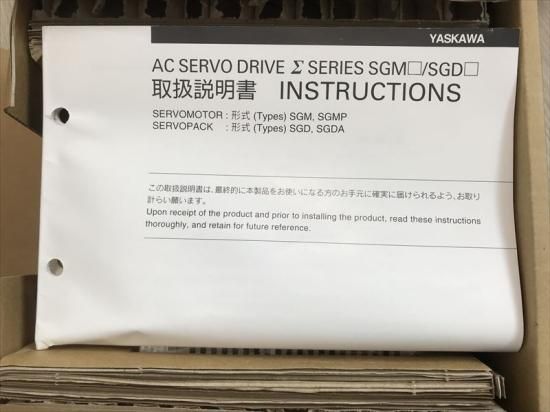 YASKAWA
AC SERVO DRIVE Σ SERIES SGM□/SGD□
取扱説明書 INSTRUCTIONS
SERVOMOTOR : 形式 (Types) SGM, SGMP
SERVOPACK : 形式 (Types) SGD, SGDA
この取扱説明書は、最終的に本製品をお使いになる方のお手元に確実に届けられるよう、お取り
計らい願います。
Upon receipt of the product and prior to installing the product, read these instructions
thoroughly, and retain for future reference.